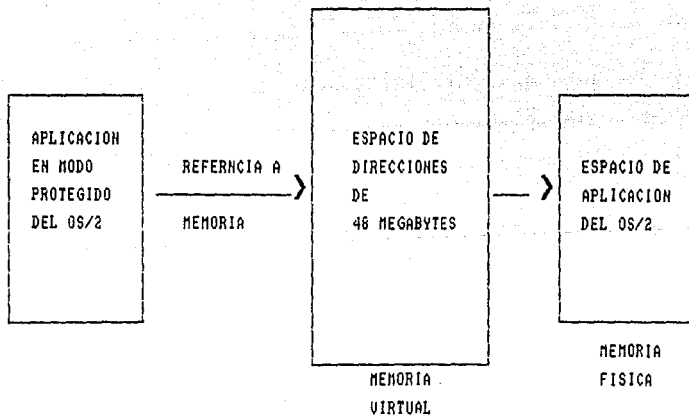 APLICACION
EN MODO
PROTEGIDO
DEL OS/2
REFERNCIA A
MEMORIA
ESPACIO DE
DIRECCIONES
DE
48 MEGABYTES
MEMORIA
VIRTUAL
ESPACIO DE
APLICACION
DEL OS/2
MEMORIA
FISICA